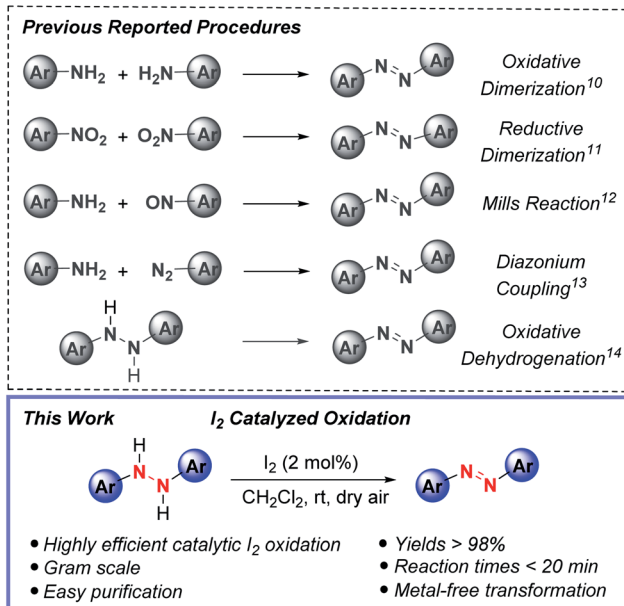 Previous Reported Procedures
Ar–NH₂ + H₂N–Ar Ar N=N Ar Oxidative
Dimerization¹⁰
Ar–NO₂ + O₂N–Ar Ar N=N Ar Reductive
Dimerization¹¹
Ar–NH₂ + ON–Ar Ar N=N Ar Mills Reaction¹²
Ar–NH₂ + N₂–Ar Ar N=N Ar Diazonium
Coupling¹³
H
Ar N N Ar Ar N=N Ar Oxidative
H Dehydrogenation¹⁴
This Work I₂ Catalyzed Oxidation
H
Ar N N Ar I₂ (2 mol%) Ar N=N Ar
H CH₂Cl₂, rt, dry air
• Highly efficient catalytic I₂ oxidation
• Gram scale
• Easy purification
• Yields > 98%
• Reaction times < 20 min
• Metal-free transformation